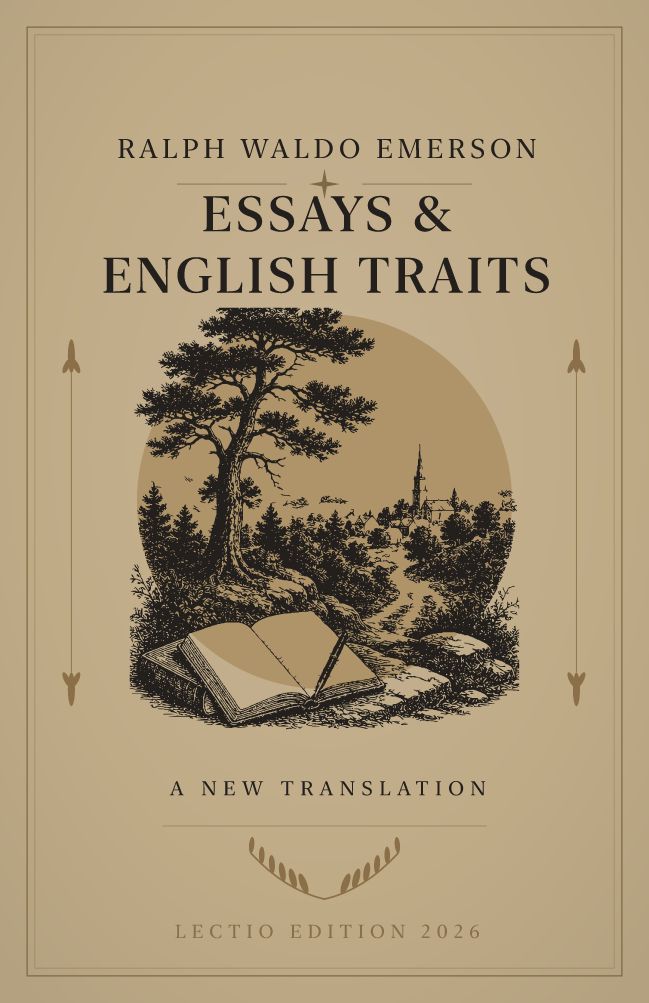 RALPH WALDO EMERSON
ESSAYS &
ENGLISH TRAITS
A NEW TRANSLATION
LECTIO EDITION 2026